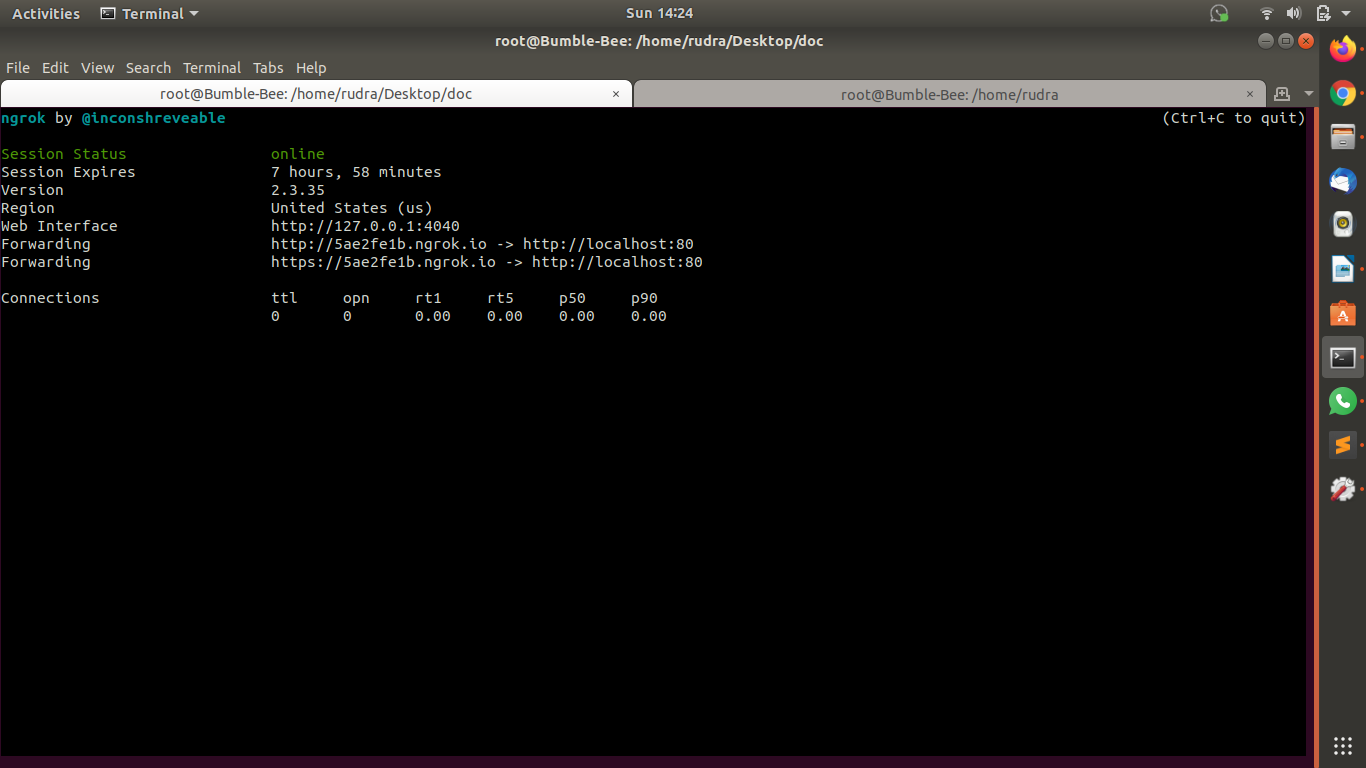 Activities Terminal Sun 14:24
root@Bumble-Bee: /home/rudra/Desktop/doc
File Edit View Search Terminal Tabs Help
root@Bumble-Bee: /home/rudra/Desktop/doc × root@Bumble-Bee: /home/rudra ×
ngrok by @inconshreveable (Ctrl+C to quit)
Session Status online
Session Expires 7 hours, 58 minutes
Version 2.3.35
Region United States (us)
Web Interface http://127.0.0.1:4040
Forwarding http://5ae2fe1b.ngrok.io -> http://localhost:80
Forwarding https://5ae2fe1b.ngrok.io -> http://localhost:80
Connections ttl opn rt1 rt5 p50 p90
0 0 0.00 0.00 0.00 0.00